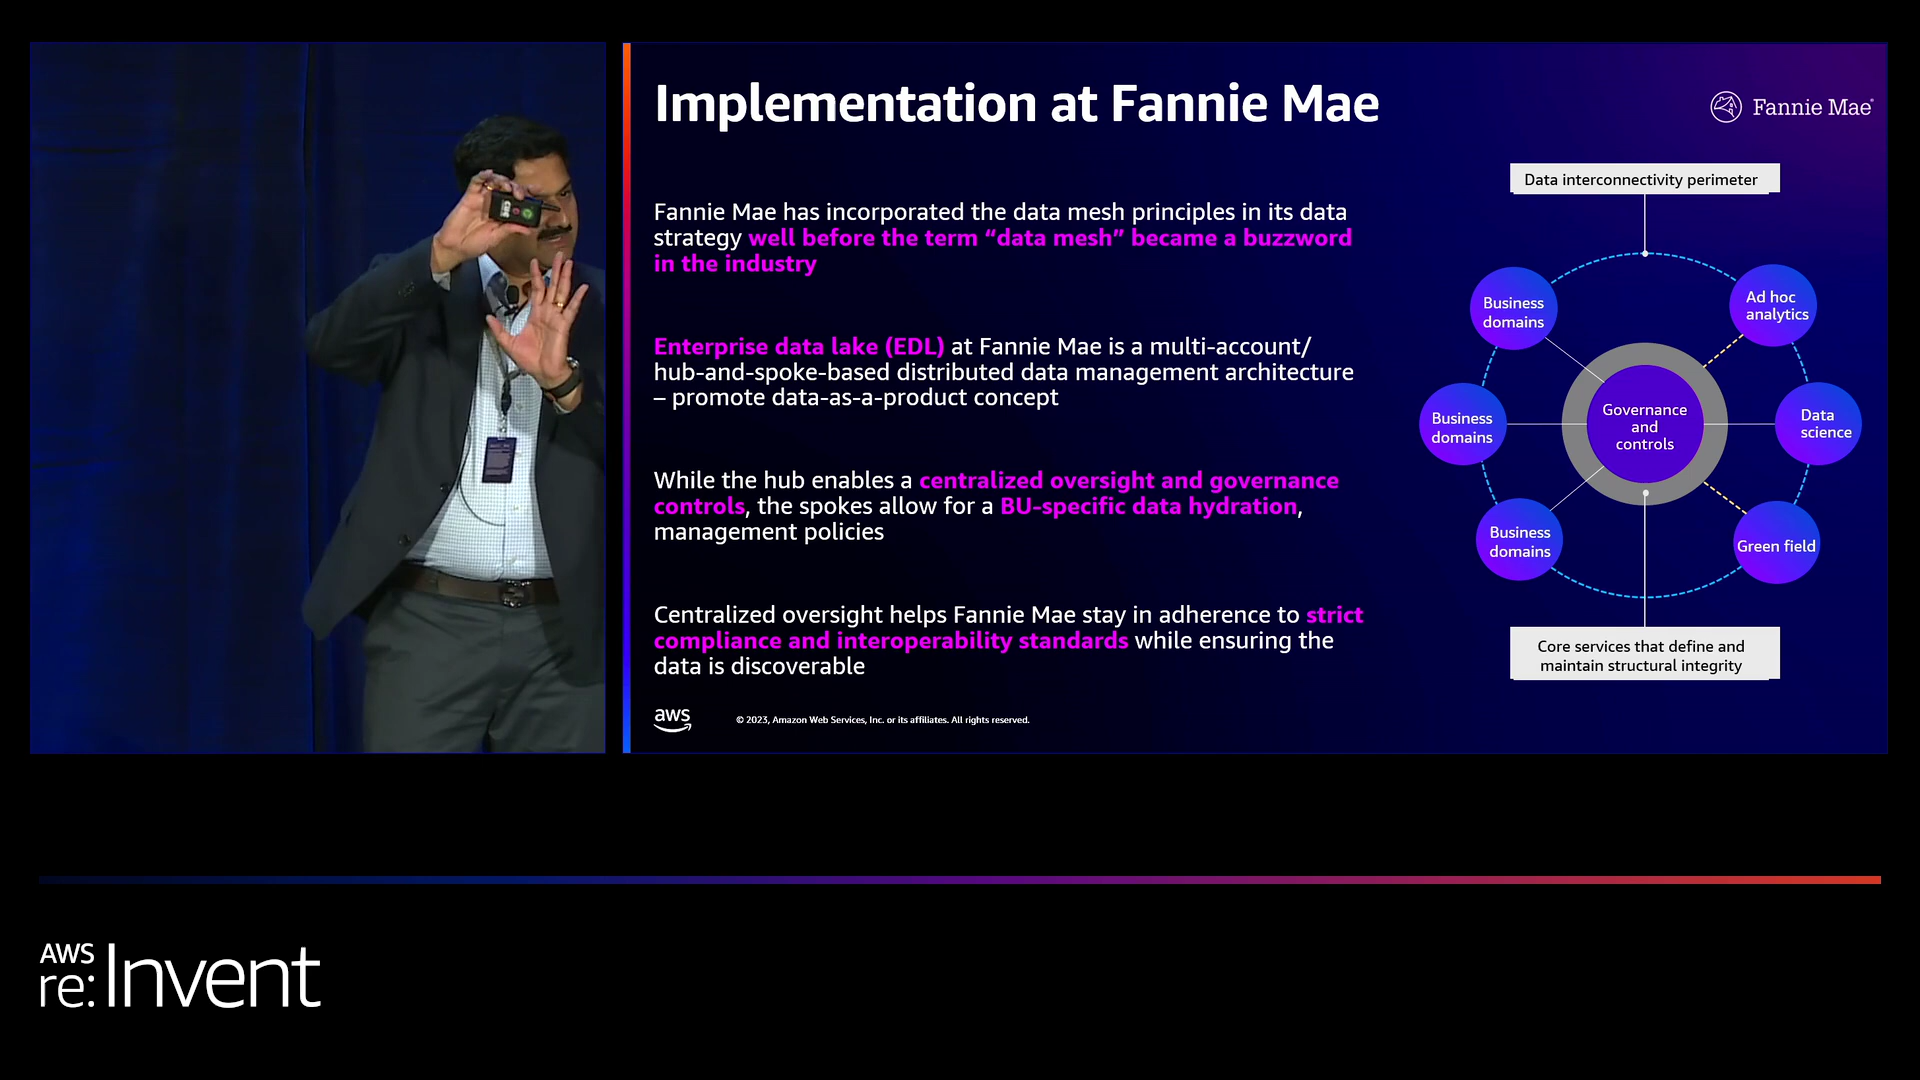 Implementation at Fannie Mae
Fannie Mae
Fannie Mae has incorporated the data mesh principles in its data
strategy well before the term “data mesh” became a buzzword
in the industry
Enterprise data lake (EDL) at Fannie Mae is a multi-account/
hub-and-spoke-based distributed data management architecture
– promote data-as-a-product concept
While the hub enables a centralized oversight and governance
controls, the spokes allow for a BU-specific data hydration,
management policies
Centralized oversight helps Fannie Mae stay in adherence to strict
compliance and interoperability standards while ensuring the
data is discoverable
Data interconnectivity perimeter
Business
domains
Ad hoc
analytics
Business
domains
Governance
and
controls
Data
science
Business
domains
Green field
Core services that define and
maintain structural integrity
aws
© 2023, Amazon Web Services, Inc. or its affiliates. All rights reserved.
AWS
re:Invent